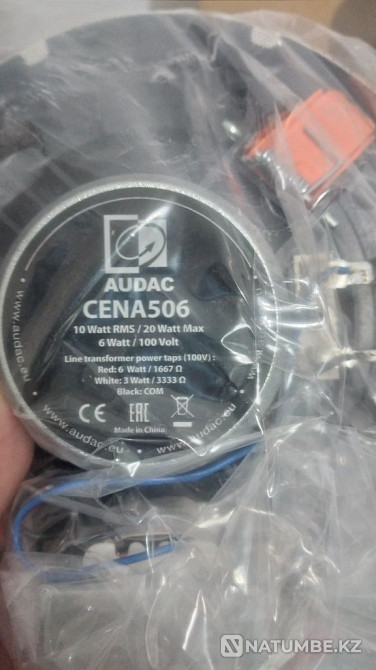 AUDAC
CENA506
10 Watt RMS / 20 Watt Max
6 Watt / 100 Volt
Line transformer power taps (100V) :
Red: 6 Watt / 1667 Ω
White: 3 Watt / 3333 Ω
Black: COM
CE EAC
Made in China
www.audac.eu
www.audac.eu
www.audac.eu
NATUMBE.KZ